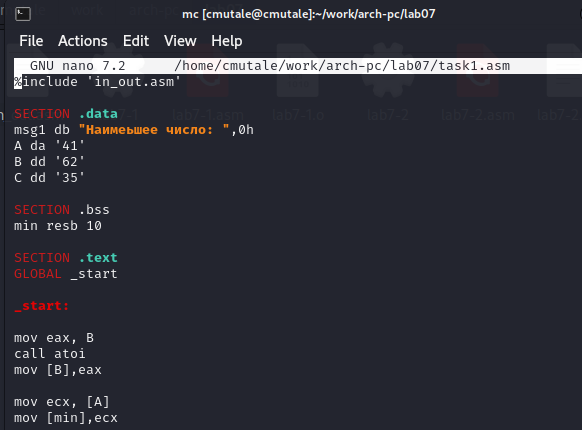 mc [cmutale@cmutale]:~/work/arch-pc/lab07
File Actions Edit View Help
GNU nano 7.2 /home/cmutale/work/arch-pc/lab07/task1.asm
%include 'in_out.asm'
SECTION .data
msg1 db "Наимеьшее число: ",0h
A da '41'
B dd '62'
C dd '35'
SECTION .bss
min resb 10
SECTION .text
GLOBAL _start
_start:
mov eax, B
call atoi
mov [B],eax
mov ecx, [A]
mov [min],ecx